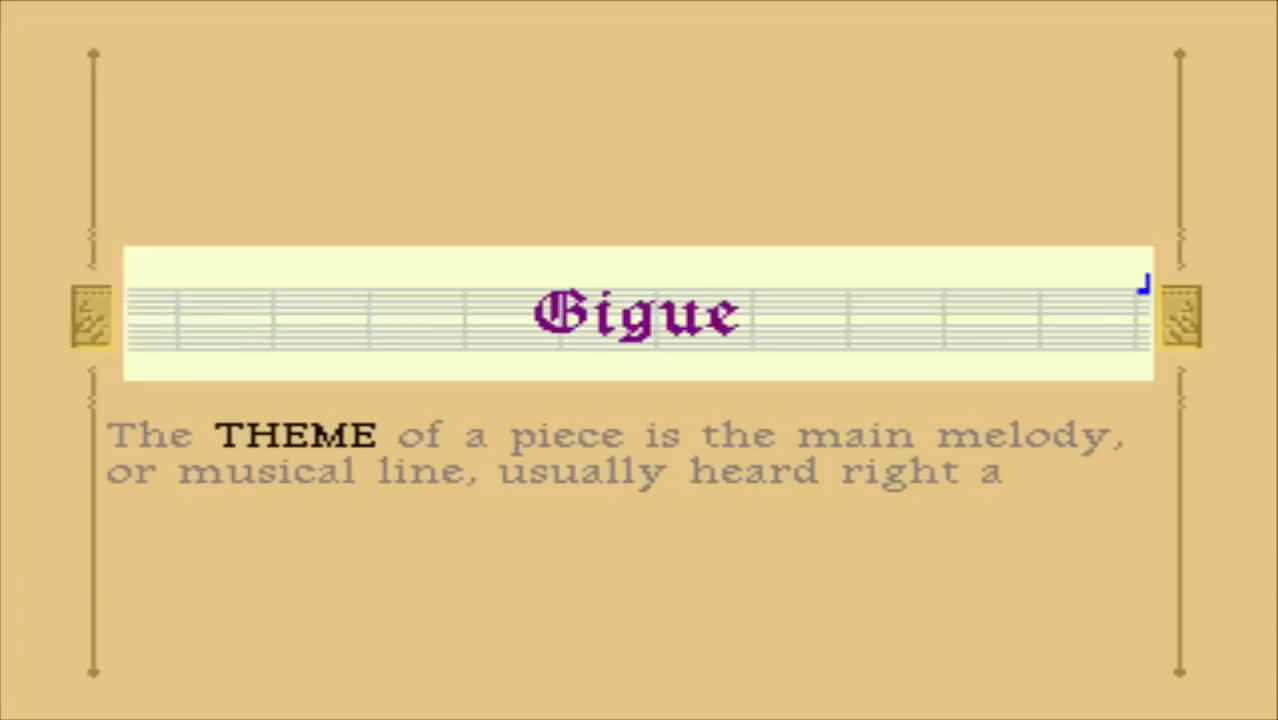 Gigue
The THEME of a piece is the main melody,
or musical line, usually heard right a